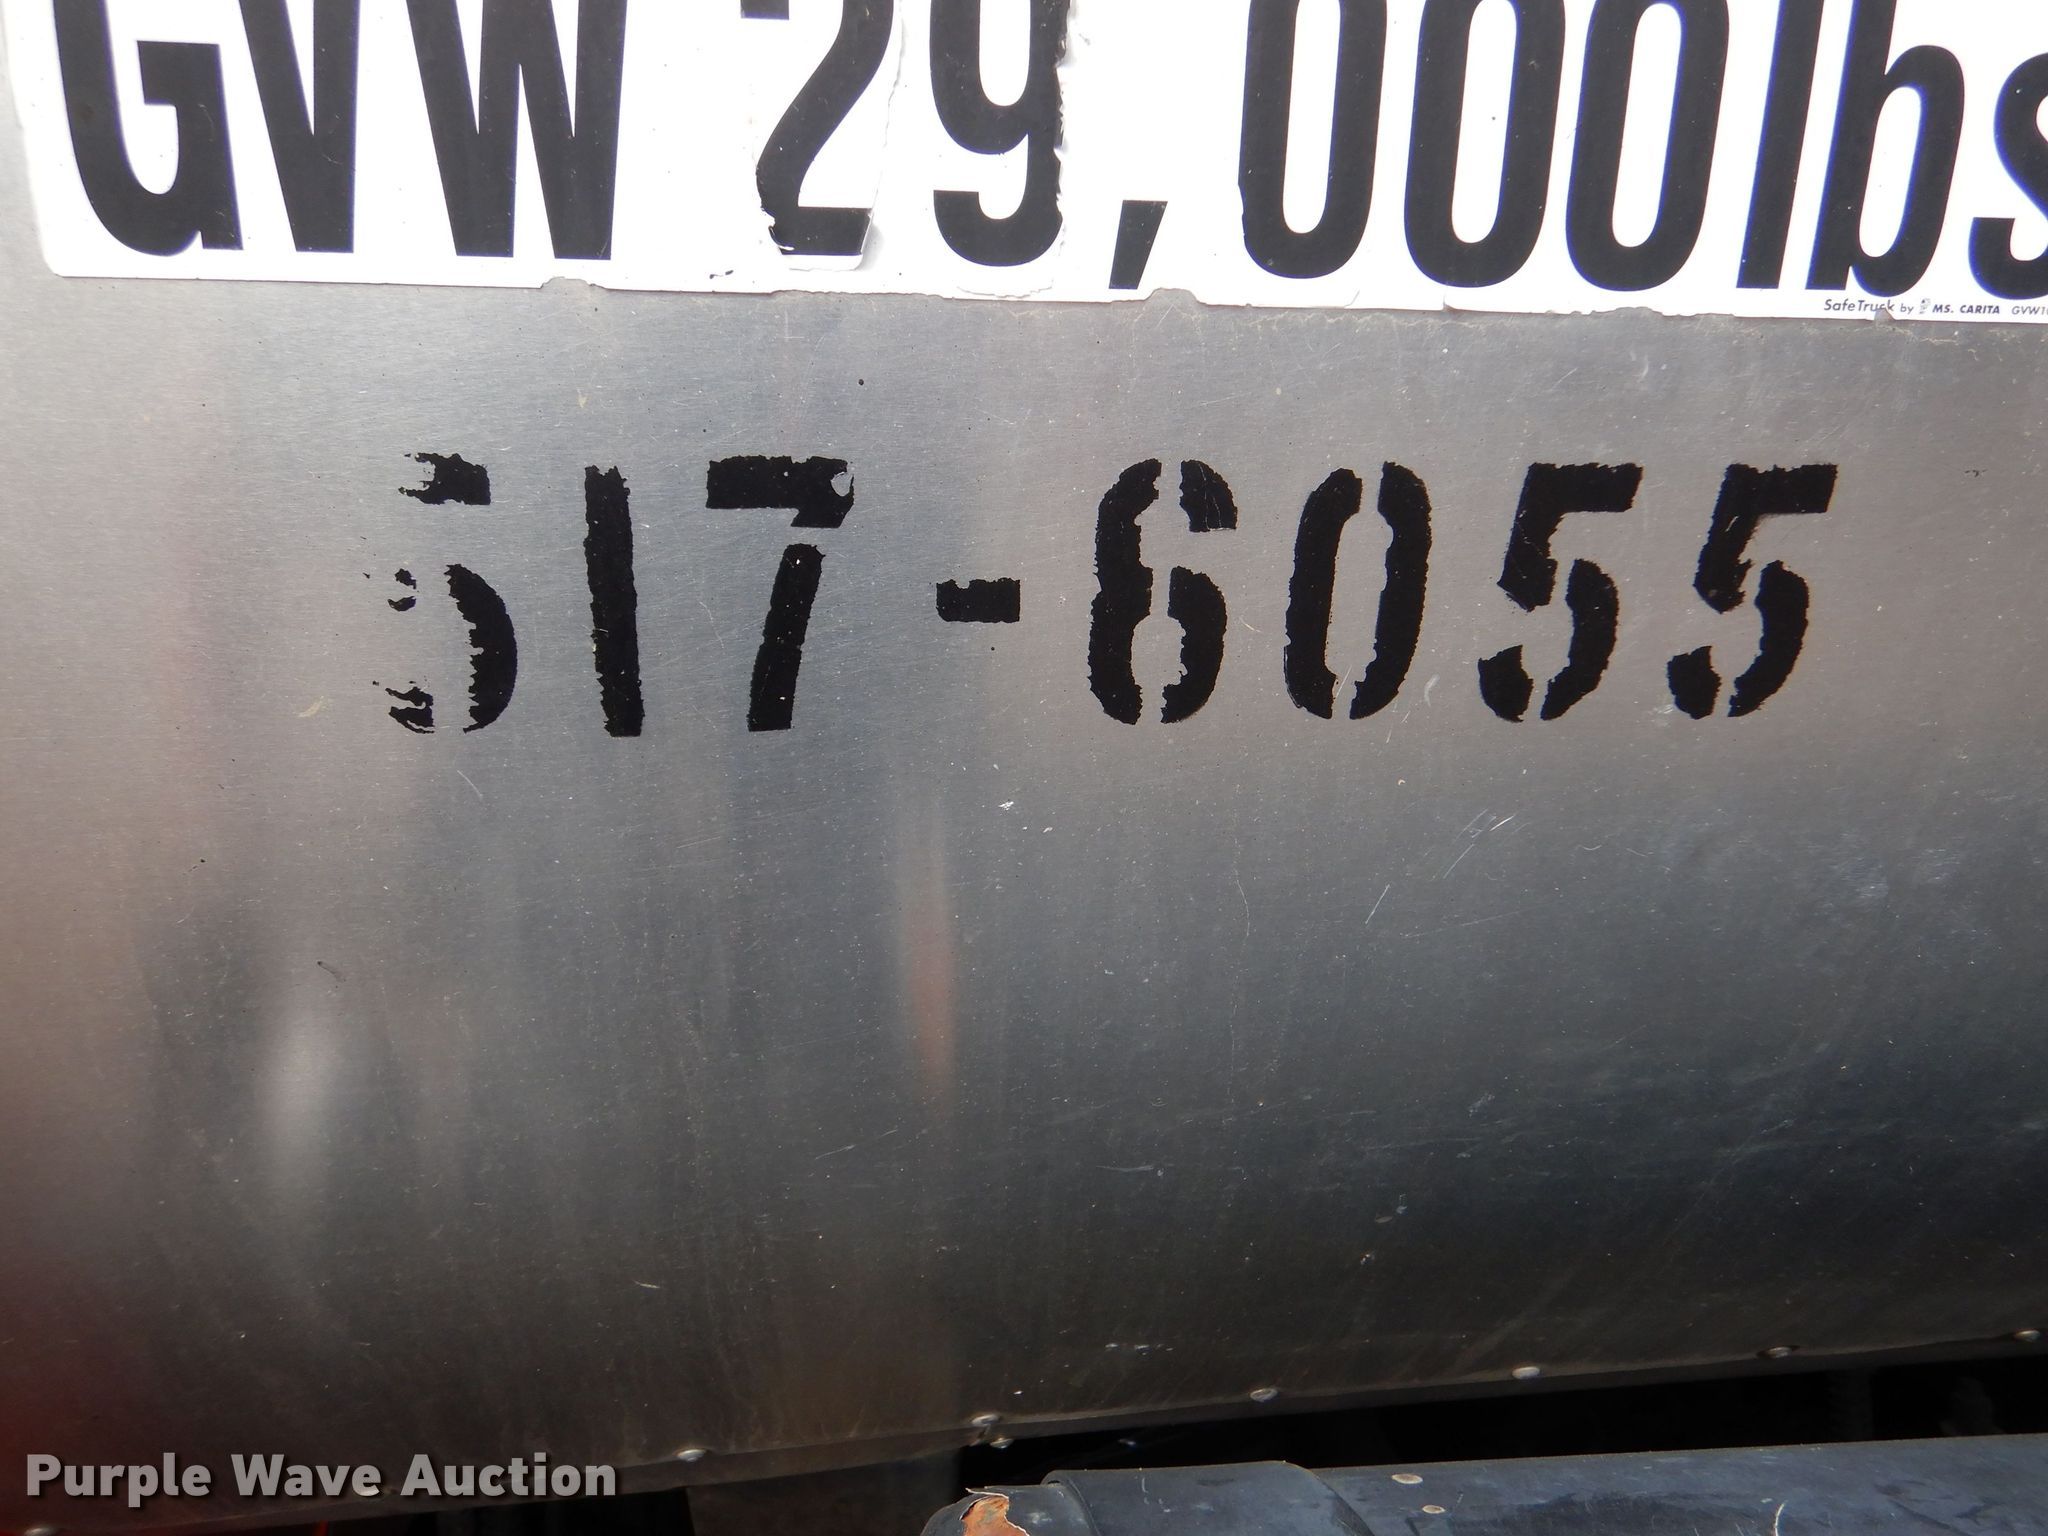 GVW 29,000lbs
SafeTruck by MS. CARITA
517-6055
Purple Wave Auction